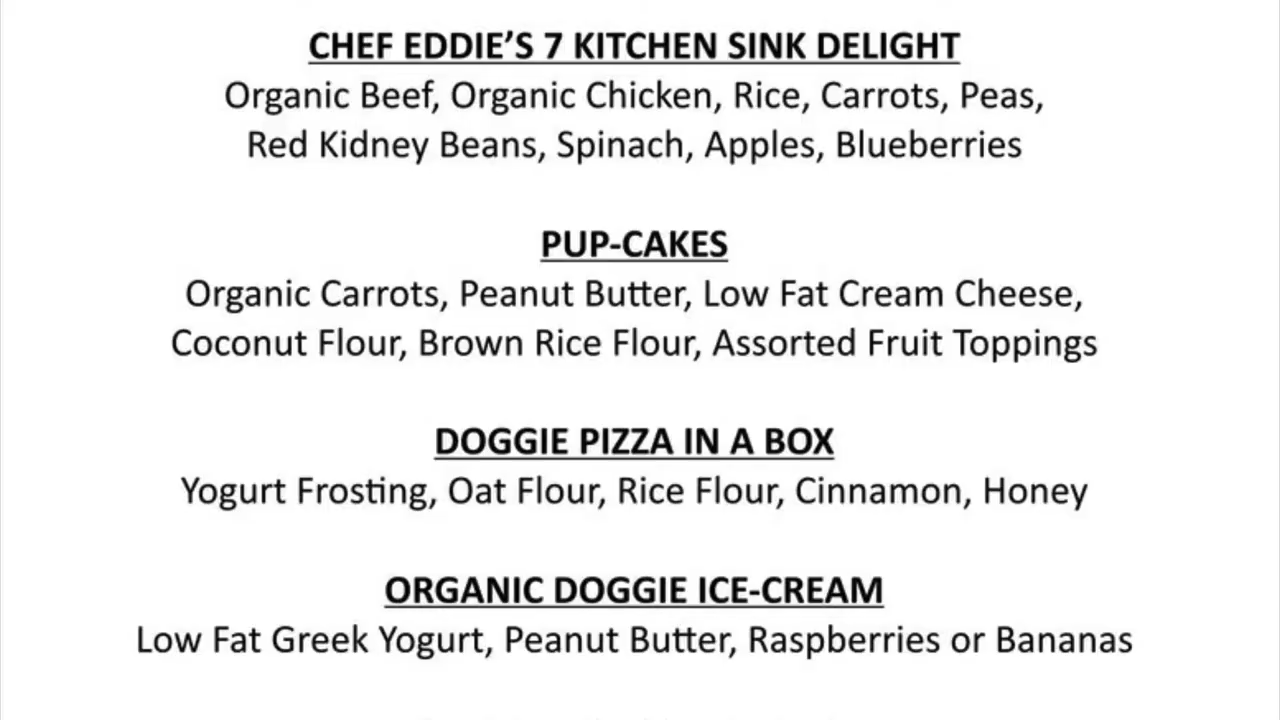 CHEF EDDIE’S 7 KITCHEN SINK DELIGHT
Organic Beef, Organic Chicken, Rice, Carrots, Peas,
Red Kidney Beans, Spinach, Apples, Blueberries
PUP-CAKES
Organic Carrots, Peanut Butter, Low Fat Cream Cheese,
Coconut Flour, Brown Rice Flour, Assorted Fruit Toppings
DOGGIE PIZZA IN A BOX
Yogurt Frosting, Oat Flour, Rice Flour, Cinnamon, Honey
ORGANIC DOGGIE ICE-CREAM
Low Fat Greek Yogurt, Peanut Butter, Raspberries or Bananas